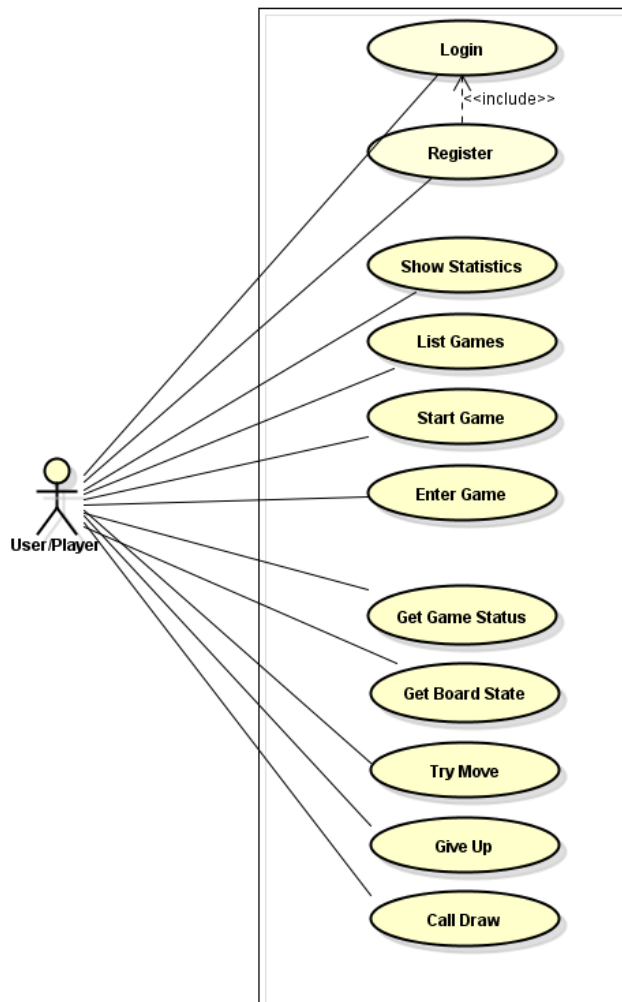 Login
<<include>>
Register
Show Statistics
List Games
Start Game
Enter Game
User/Player
Get Game Status
Get Board State
Try Move
Give Up
Call Draw